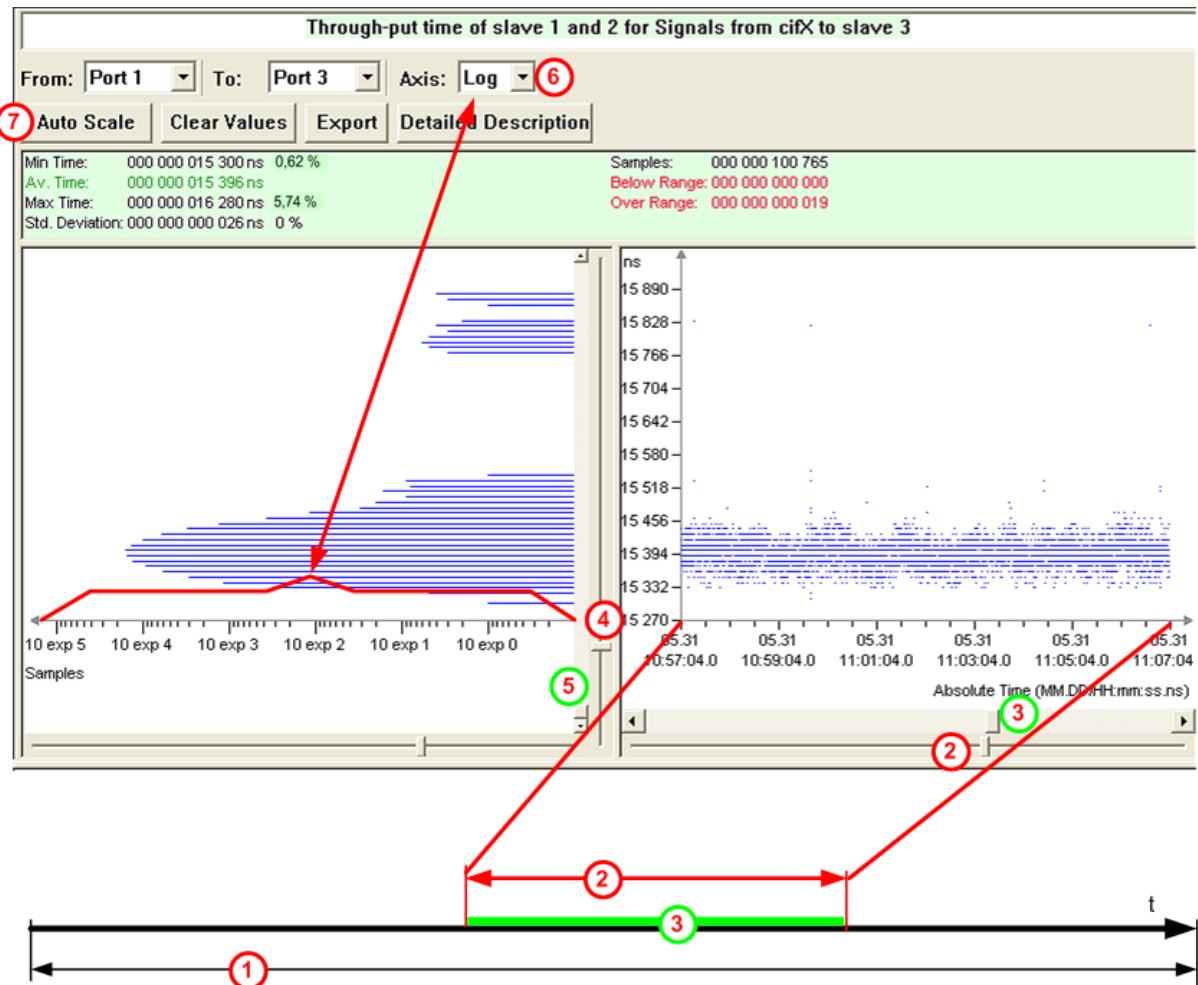 Through-put time of slave 1 and 2 for Signals from cifX to slave 3
From: Port 1 To: Port 3 Axis: Log 6
7 Auto Scale Clear Values Export Detailed Description
Min Time: 000 000 015 300 ns 0,62 % Samples: 000 000 100 765
Av. Time: 000 000 015 396 ns Below Range: 000 000 000 000
Max Time: 000 000 016 280 ns 5,74 % Over Range: 000 000 000 019
Std. Deviation: 000 000 000 026 ns 0 %
ns
15 890
15 828
15 766
15 704
15 642
15 580
15 518
15 456
15 394
15 332
4 15 270
10 exp 5 10 exp 4 10 exp 3 10 exp 2 10 exp 1 10 exp 0
Samples
5
05.31 05.31 05.31 05.31 05.31 05.31
10:57:04.0 10:59:04.0 11:01:04.0 11:03:04.0 11:05:04.0 11:07:04
Absolute Time (MM.DD/HH:mm:ss.ns)
3
2
2
t
3
1